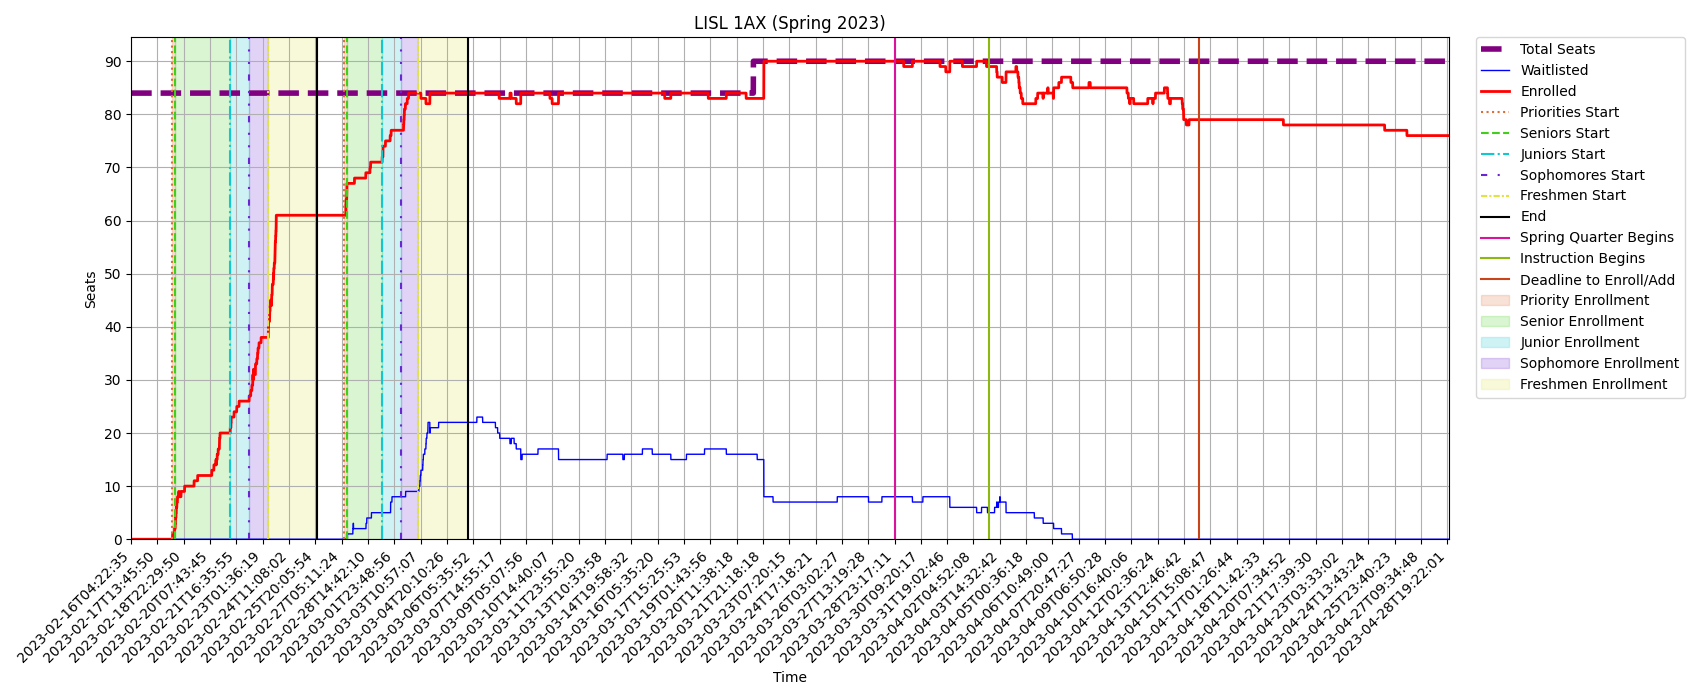 LISL 1AX (Spring 2023)
Seats
90
80
70
60
50
40
30
20
10
0
2023-02-16T04:22:35
2023-02-17T13:45:50
2023-02-18T22:29:50
2023-02-20T07:43:45
2023-02-21T16:35:55
2023-02-23T01:36:19
2023-02-24T11:08:02
2023-02-25T20:05:54
2023-02-27T05:11:24
2023-02-28T14:42:10
2023-03-01T23:48:56
2023-03-03T10:57:07
2023-03-04T20:10:26
2023-03-06T05:35:52
2023-03-07T14:55:17
2023-03-09T05:07:56
2023-03-10T14:40:07
2023-03-11T23:55:20
2023-03-13T10:33:58
2023-03-14T19:58:32
2023-03-16T05:35:20
2023-03-17T15:25:53
2023-03-19T01:43:56
2023-03-20T11:38:18
2023-03-21T21:18:18
2023-03-23T07:20:15
2023-03-24T17:18:21
2023-03-26T03:02:27
2023-03-27T13:19:28
2023-03-28T23:17:11
2023-03-30T09:20:17
2023-03-31T19:02:46
2023-04-02T04:52:08
2023-04-03T14:32:42
2023-04-05T00:36:18
2023-04-06T10:49:00
2023-04-07T20:47:27
2023-04-09T06:50:28
2023-04-10T16:40:06
2023-04-12T02:36:24
2023-04-13T12:46:42
2023-04-15T15:08:47
2023-04-17T01:26:44
2023-04-18T11:42:33
2023-04-20T07:34:52
2023-04-21T17:39:30
2023-04-23T03:33:02
2023-04-24T13:43:24
2023-04-25T23:40:23
2023-04-27T09:34:48
2023-04-28T19:22:01
Time
Total Seats
Waitlisted
Enrolled
Priorities Start
Seniors Start
Juniors Start
Sophomores Start
Freshmen Start
End
Spring Quarter Begins
Instruction Begins
Deadline to Enroll/Add
Priority Enrollment
Senior Enrollment
Junior Enrollment
Sophomore Enrollment
Freshmen Enrollment